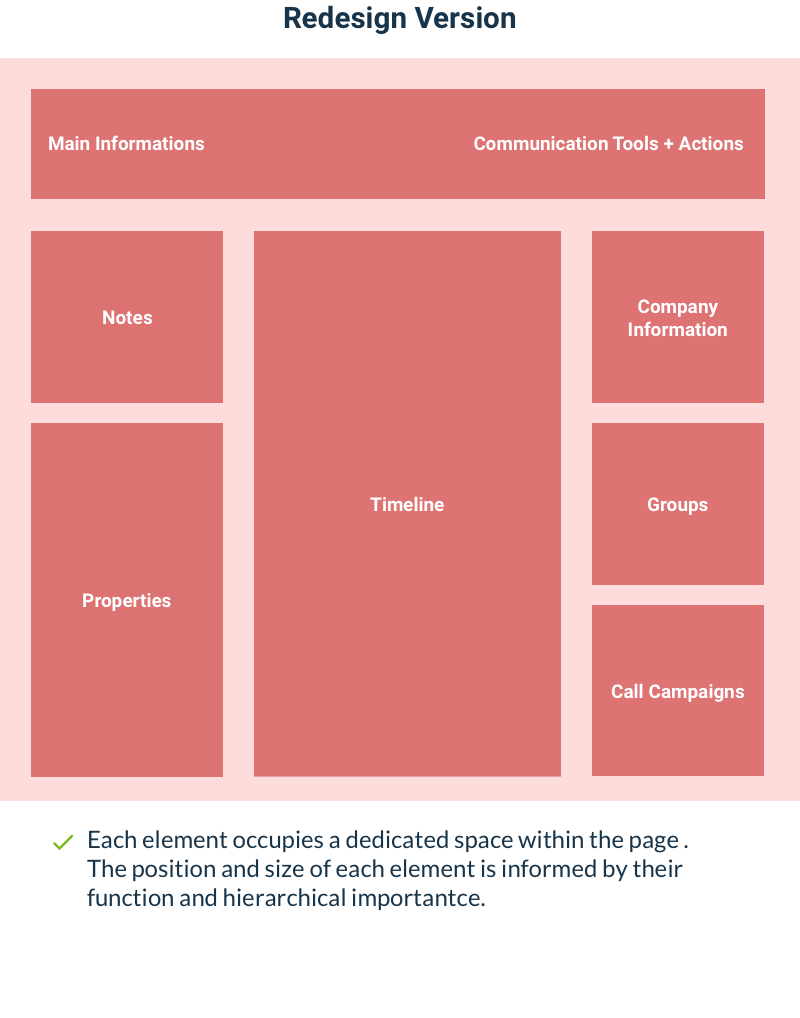 Redesign Version
Main Informations
Communication Tools + Actions
Notes
Company
Information
Timeline
Groups
Properties
Call Campaigns
Each element occupies a dedicated space within the page .
The position and size of each element is informed by their
function and hierarchical importantce.